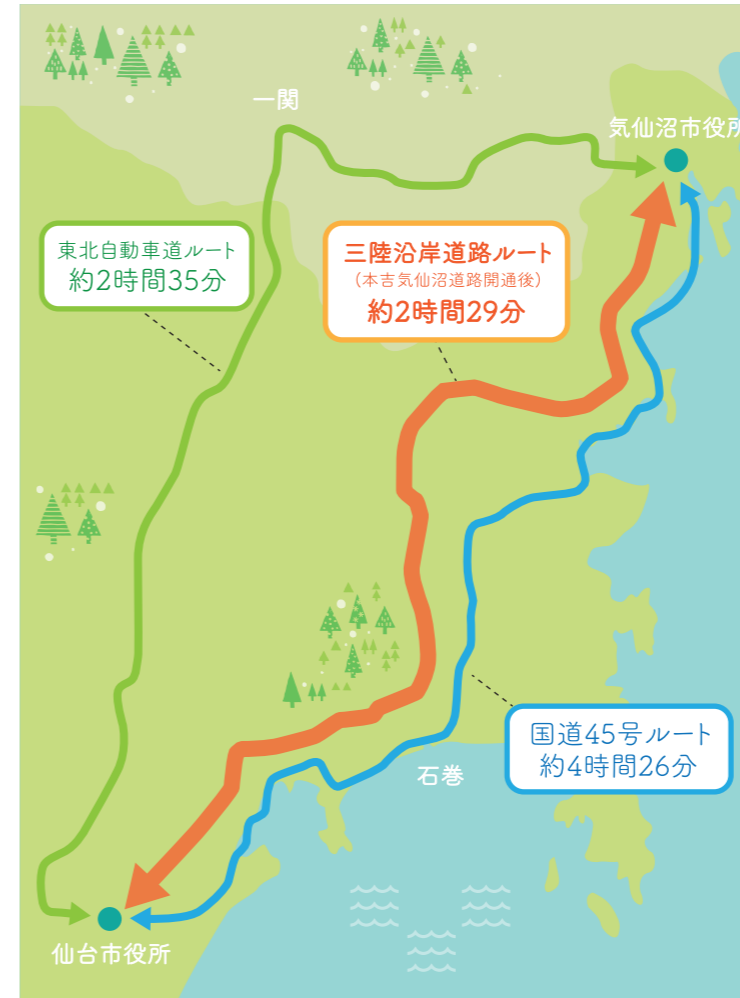 一関
気仙沼市役所
東北自動車道ルート
約2時間35分
三陸沿岸道路ルート
(本吉気仙沼道路開通後)
約2時間29分
国道45号ルート
約4時間26分
石巻
仙台市役所